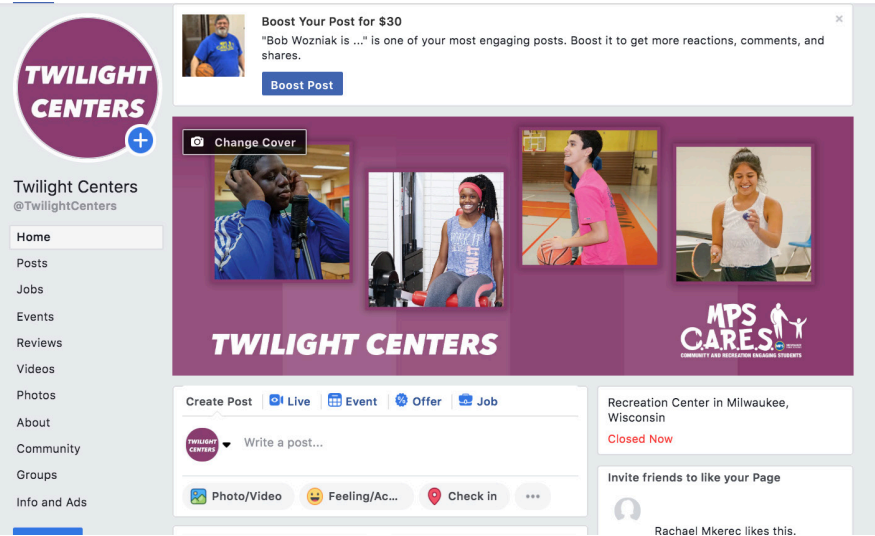 TWILIGHT
CENTERS
Twilight Centers
@TwilightCenters
Home
Posts
Jobs
Events
Reviews
Videos
Photos
About
Community
Groups
Info and Ads
Boost Your Post for $30
"Bob Wozniak is ..." is one of your most engaging posts. Boost it to get more reactions, comments, and
shares.
Boost Post
Change Cover
TWILIGHT CENTERS
MPS
C.A.R.E.S.
COMMUNITY AND RECREATION ENGAGING STUDENTS
Create Post
Live
Event
Offer
Job
TWILIGHT
CENTERS
Write a post...
Photo/Video
Feeling/Ac...
Check in
Recreation Center in Milwaukee,
Wisconsin
Closed Now
Invite friends to like your Page
Rachael Mkerec likes this.